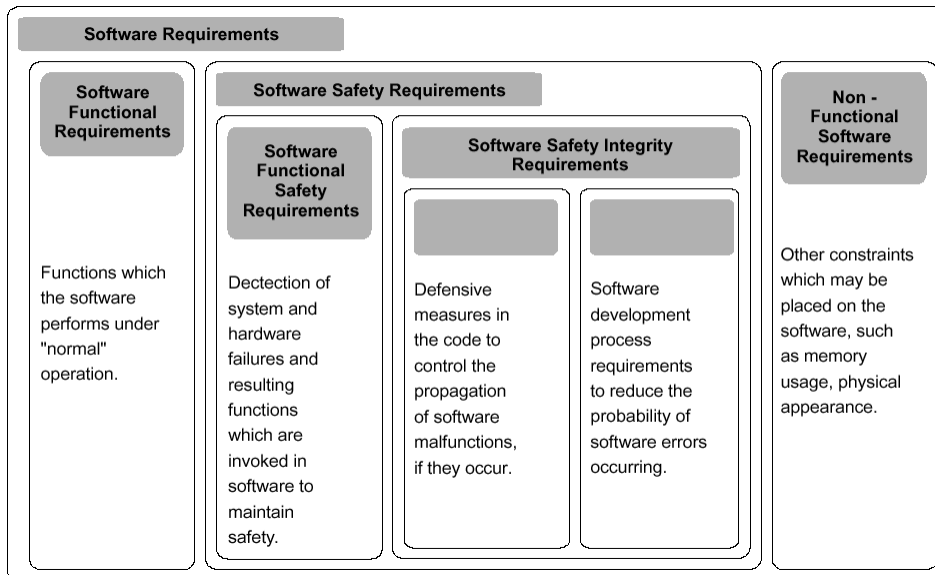 Software Requirements
Software
Functional
Requirements
Functions which
the software
performs under
"normal"
operation.
Software Safety Requirements
Software
Functional
Safety
Requirements
Dectection of
system and
hardware
failures and
resulting
functions
which are
invoked in
software to
maintain
safety.
Software Safety Integrity
Requirements
Defensive
measures in
the code to
control the
propagation
of software
malfunctions,
if they occur.
Software
development
process
requirements
to reduce the
probability of
software errors
occurring.
Non -
Functional
Software
Requirements
Other constraints
which may be
placed on the
software, such
as memory
usage, physical
appearance.